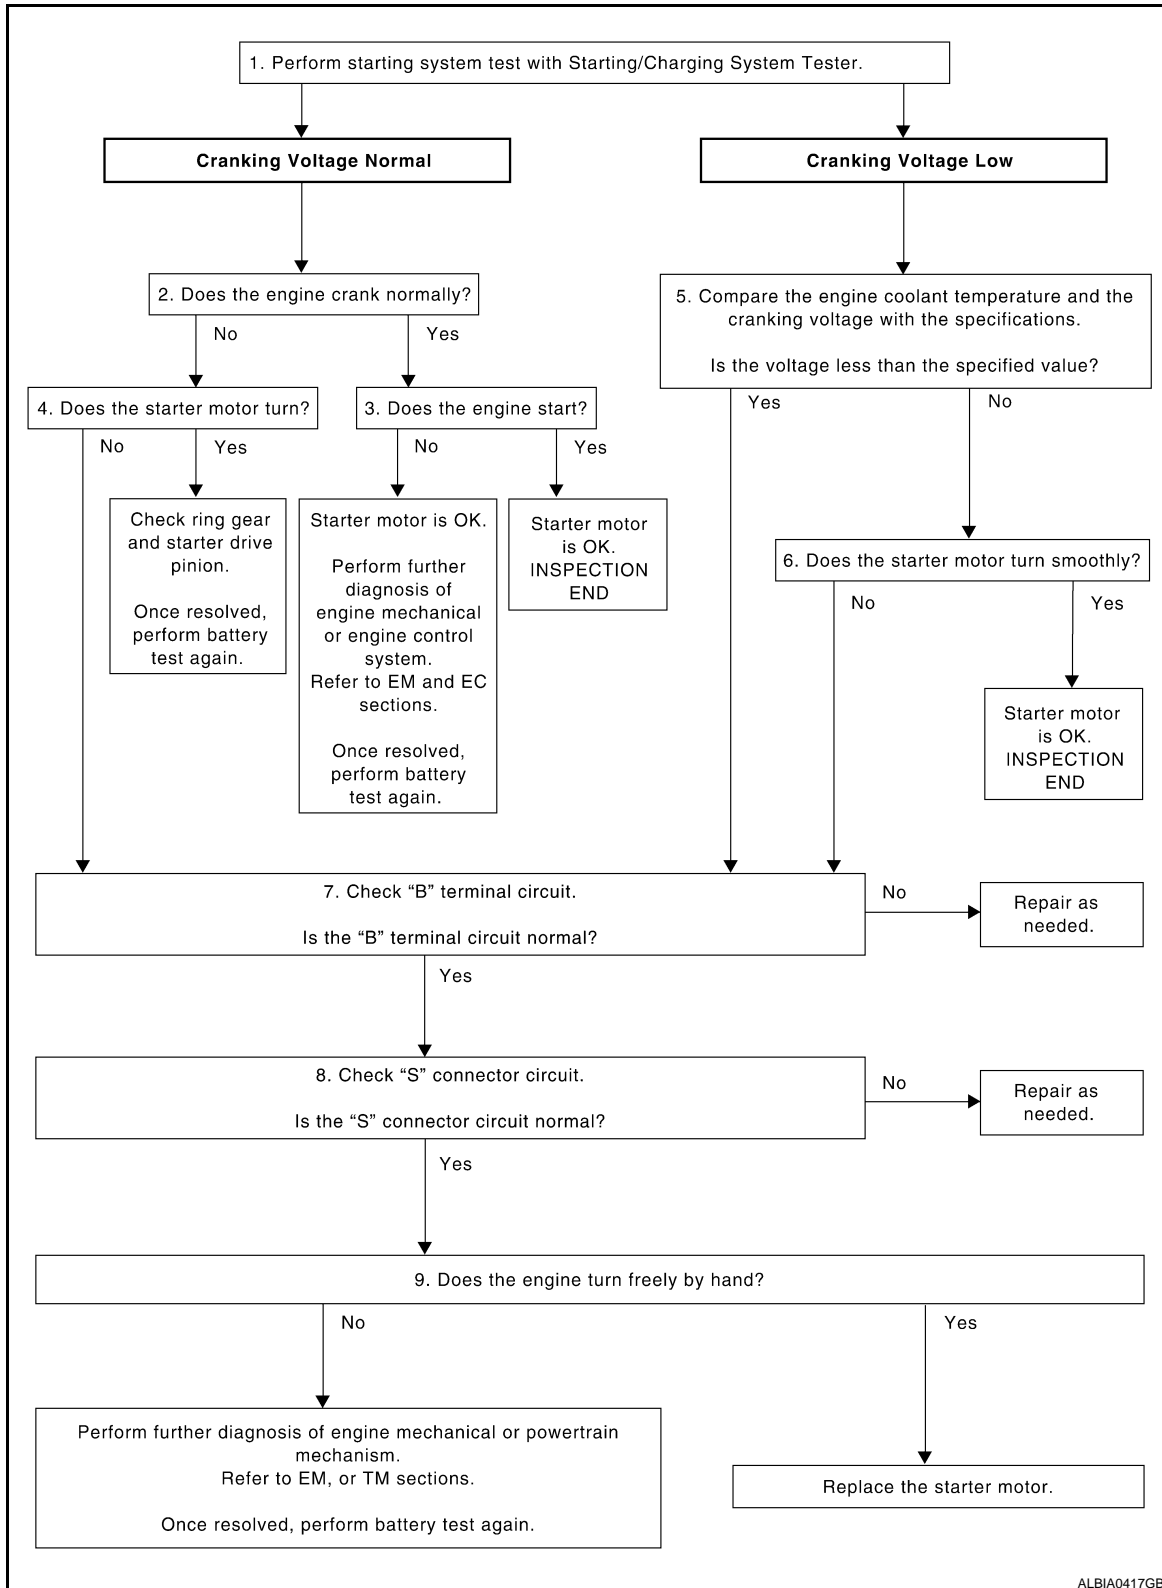 1. Perform starting system test with Starting/Charging System Tester.
Cranking Voltage Normal
Cranking Voltage Low
2. Does the engine crank normally?
5. Compare the engine coolant temperature and the
cranking voltage with the specifications.
Is the voltage less than the specified value?
No
Yes
4. Does the starter motor turn?
3. Does the engine start?
Yes
No
No
Yes
No
Yes
Check ring gear
and starter drive
pinion.
Once resolved,
perform battery
test again.
Starter motor is OK.
Perform further
diagnosis of
engine mechanical
or engine control
system.
Refer to EM and EC
sections.
Once resolved,
perform battery
test again.
Starter motor
is OK.
INSPECTION
END
6. Does the starter motor turn smoothly?
No
Yes
Starter motor
is OK.
INSPECTION
END
7. Check “B” terminal circuit.
Is the “B” terminal circuit normal?
No
Repair as
needed.
Yes
8. Check “S” connector circuit.
Is the “S” connector circuit normal?
No
Repair as
needed.
Yes
9. Does the engine turn freely by hand?
No
Yes
Perform further diagnosis of engine mechanical or powertrain
mechanism.
Refer to EM, or TM sections.
Once resolved, perform battery test again.
Replace the starter motor.
ALBIA0417GB